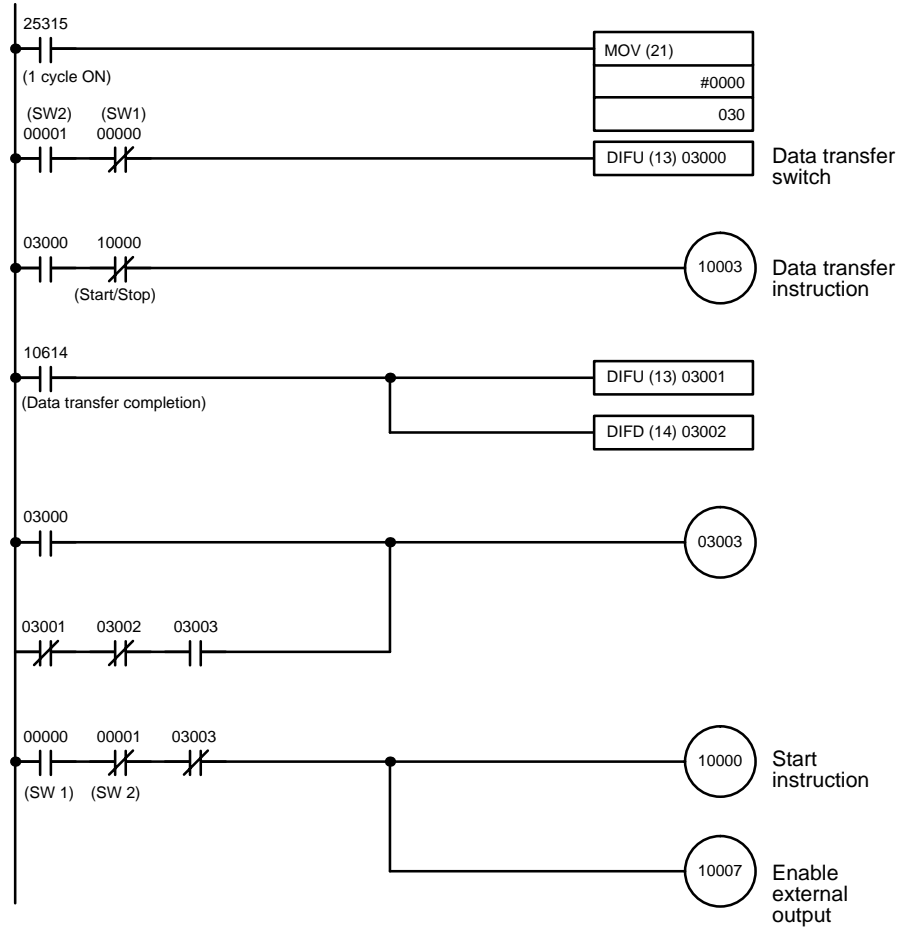 25315
(1 cycle ON)
MOV (21)
#0000
030
(SW2) (SW1)
00001 00000
DIFU (13) 03000
Data transfer
switch
03000 10000
(Start/Stop)
10003
Data transfer
instruction
10614
(Data transfer completion)
DIFU (13) 03001
DIFD (14) 03002
03000
03003
03001 03002 03003
00000 00001 03003
(SW 1) (SW 2)
10000
Start
instruction
10007
Enable
external
output